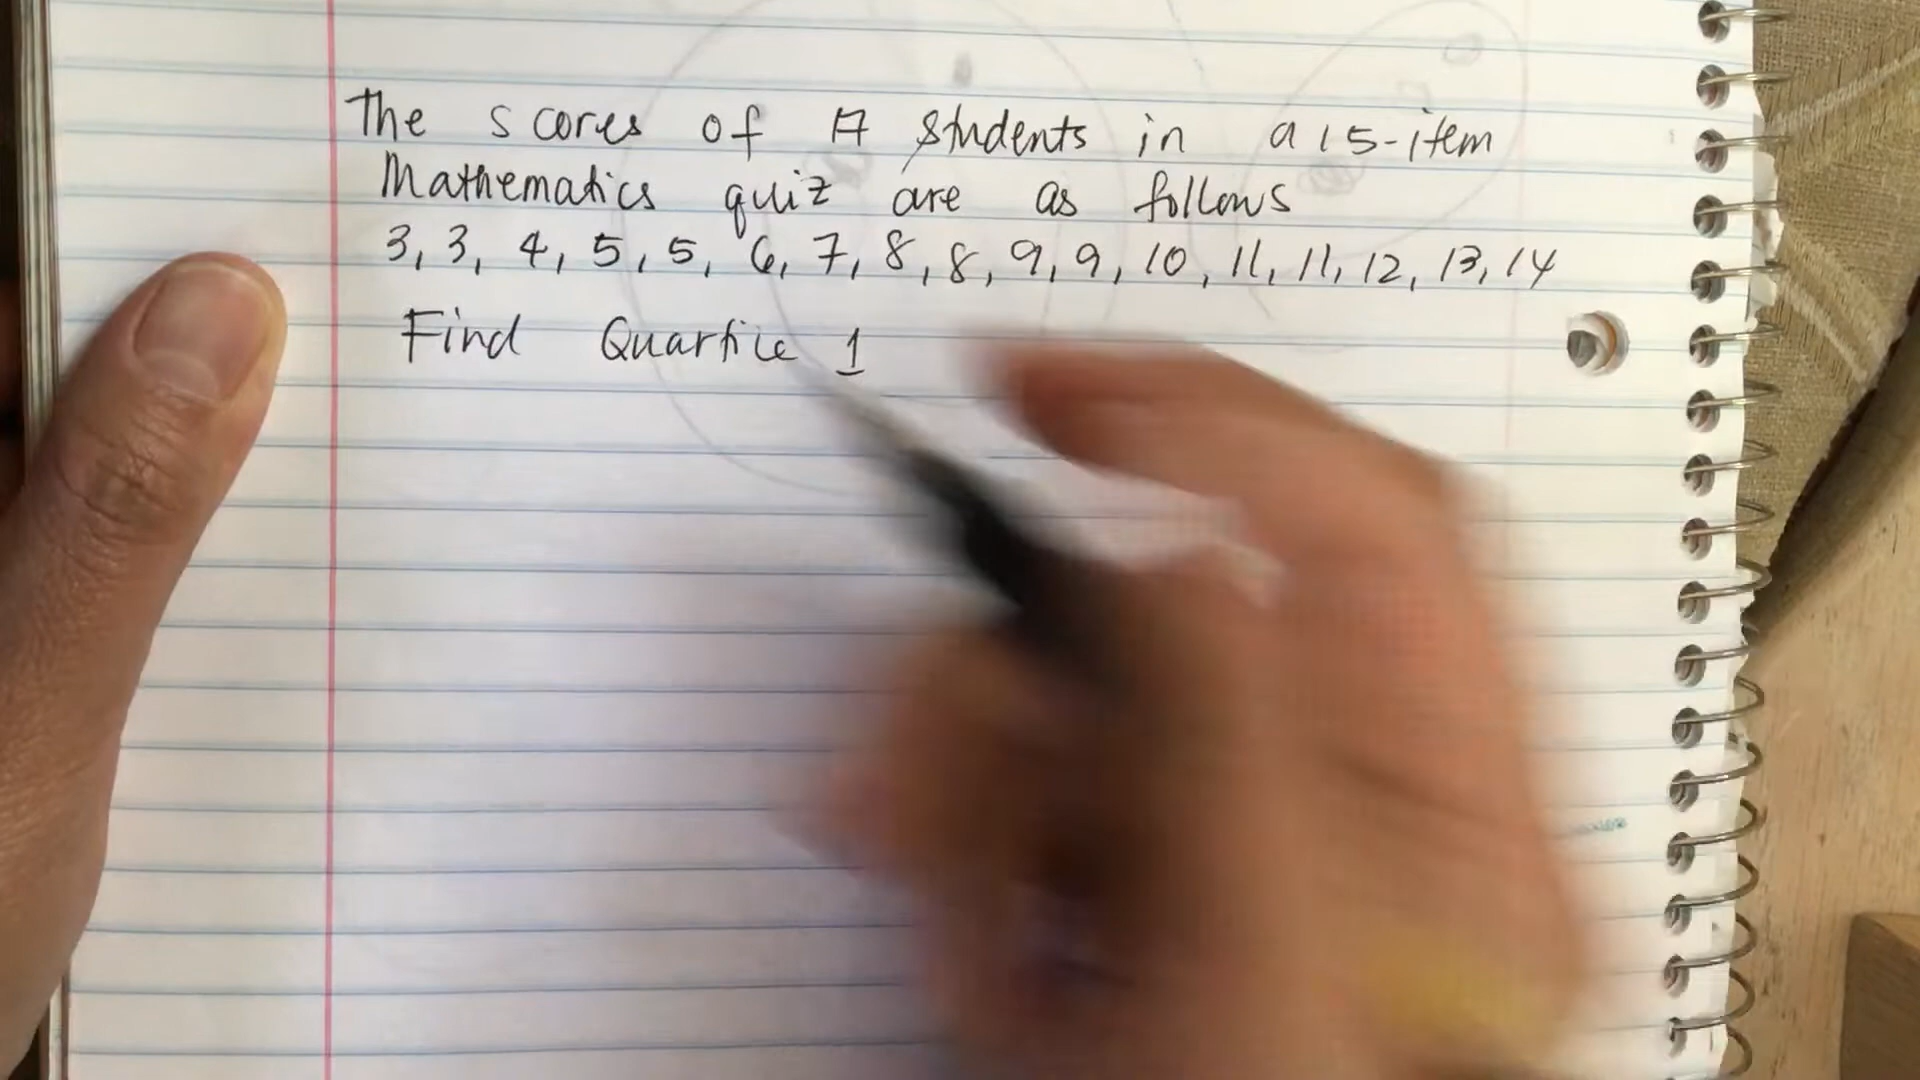 The scores of 17 students in a 15-item
Mathematics quiz are as follows
3, 3, 4, 5, 5, 6, 7, 8, 8, 9, 9, 10, 11, 11, 12, 13, 14
Find Quartile 1